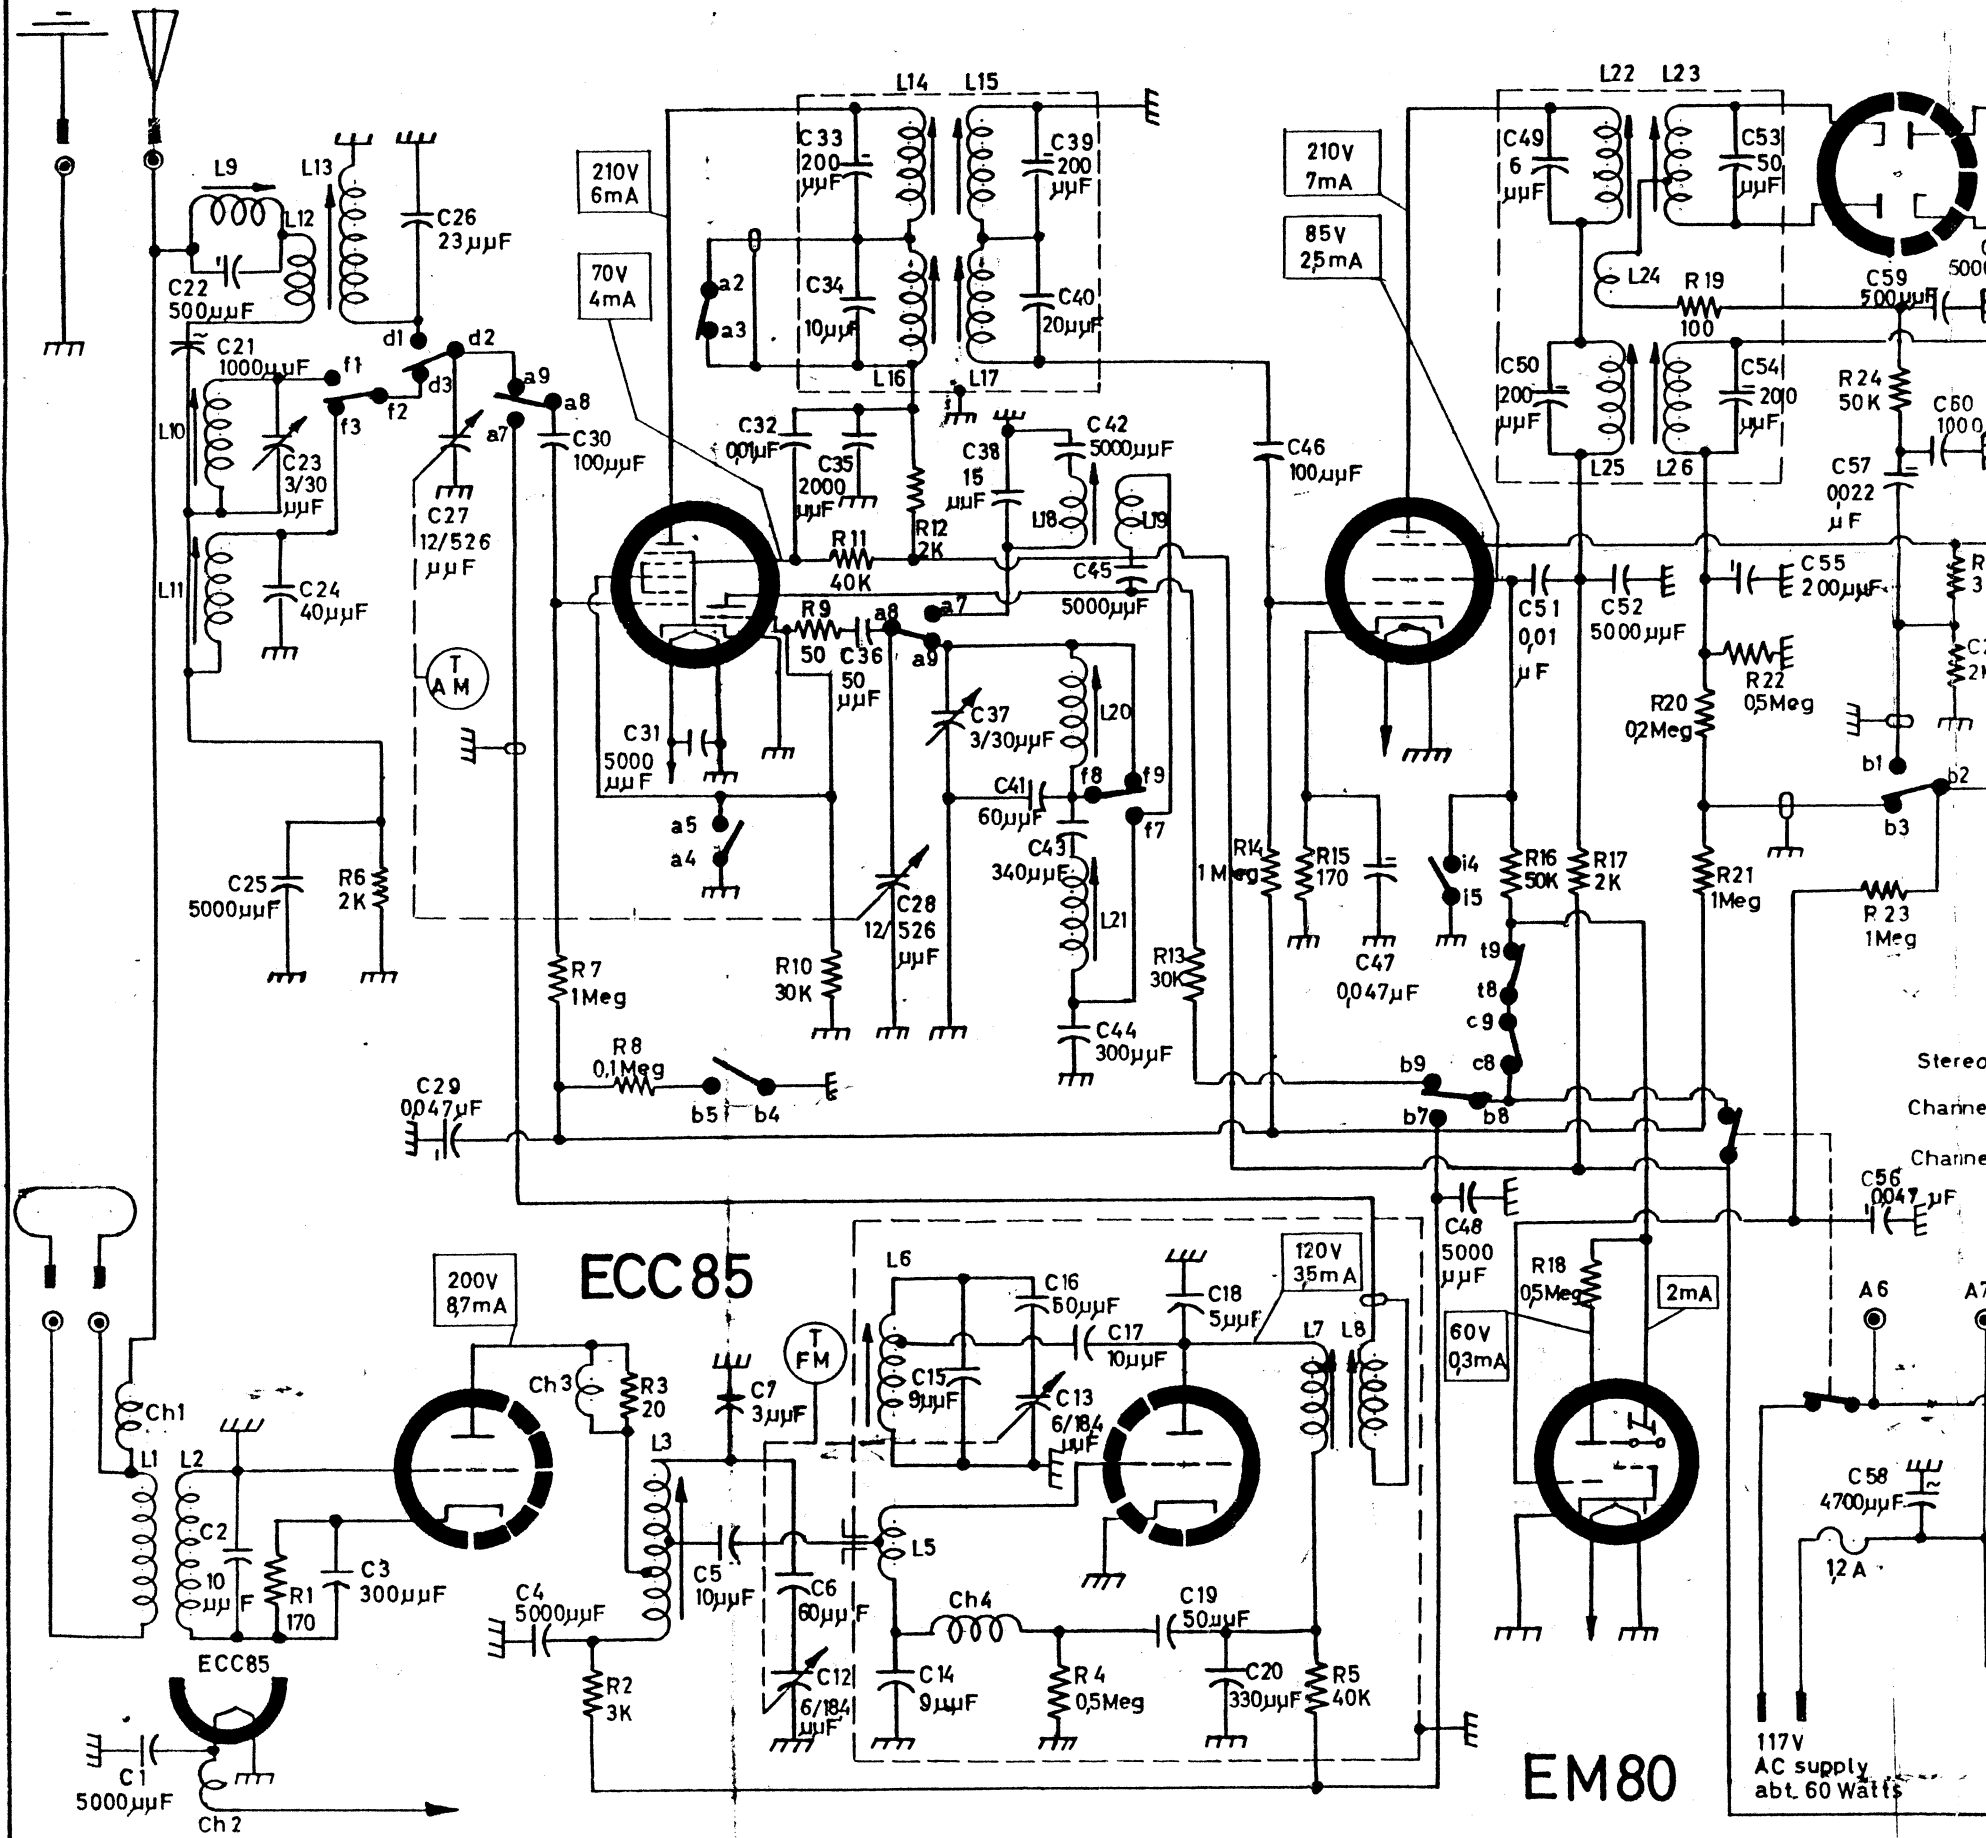 L14 L15
L22 L23
L9
L13
L12
C33
200
µµF
C39
200
µµF
C49
6
µµF
C53
50
µµF
210V
6mA
210V
7mA
C26
23µµF
85V
2,5mA
C22
500µµF
70V
4mA
a2
a3
C34
10µµF
C40
20µµF
L24
R19
100
C59
500µµF
500
C21
1000µµF
d1
d2
d3
f1
f2
f3
a9
a8
a7
L16
L17
C50
200
µµF
C54
200
µµF
R24
50K
C60
1000
L10
C23
3/30
µµF
C30
100µµF
C32
0,01µF
C35
2000
µµF
C38
15
µµF
C42
5000µµF
C46
100µµF
L25
L26
C57
0,022
µF
C27
12/526
µµF
R12
2K
L18
L19
L11
C24
40µµF
R11
40K
C45
5000µµF
C51
0,01
µF
C52
5000µµF
C55
200µµF
R
3
R9
50
C36
50
µµF
a8
a7
a9
T
AM
R22
0,5Meg
R20
0,2Meg
C37
3/30µµF
L20
C31
5000
µµF
C41
60µµF
f8
f9
f7
b1
b2
b3
a5
a4
C43
340µµF
L21
R14
1Meg
R15
170
i4
i5
R16
50K
R17
2K
R21
1Meg
R23
1Meg
C25
5000µµF
R6
2K
C28
12/526
µµF
C47
0,047µF
R7
1Meg
R10
30K
R13
30K
t9
t8
c9
c8
C44
300µµF
R8
0,1Meg
b5
b4
C29
0,047µF
b9
b7
b8
Stereo
Channe
Channe
C56
0,047µF
C48
5000
µµF
ECC85
200V
8,7mA
L6
C16
50µµF
C18
5µµF
120V
3,5mA
R18
0,5Meg
2mA
A6
A7
60V
0,3mA
T
FM
C17
10µµF
L7
L8
Ch3
R3
20
C7
3µµF
C15
9µµF
C13
6/184
µµF
Ch1
L1
L2
L3
C2
10
µµF
R1
170
C3
300µµF
C5
10µµF
C6
60µµF
L5
C58
4700µµF
1,2A
C4
5000µµF
Ch4
C19
50µµF
ECC85
R2
3K
C12
6/184
µµF
C14
9µµF
R4
0,5Meg
C20
330µµF
R5
40K
C1
5000µµF
Ch2
EM80
117V
AC supply
abt. 60 Watts